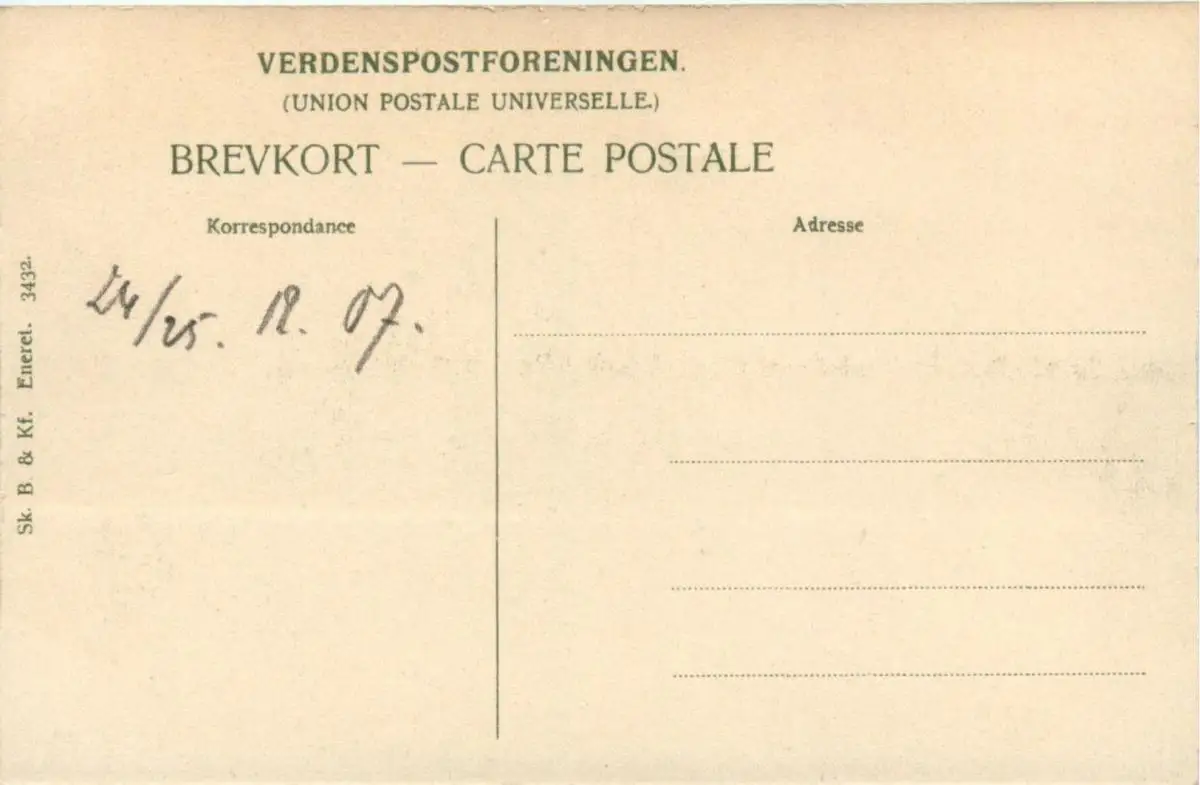 VERDENSPOSTFORENINGEN.
(UNION POSTALE UNIVERSELLE.)
BREVKORT — CARTE POSTALE
Korrespondance
Adresse
24/25. 12. 07.
Sk. B. & Kf. Eneret. 3432.